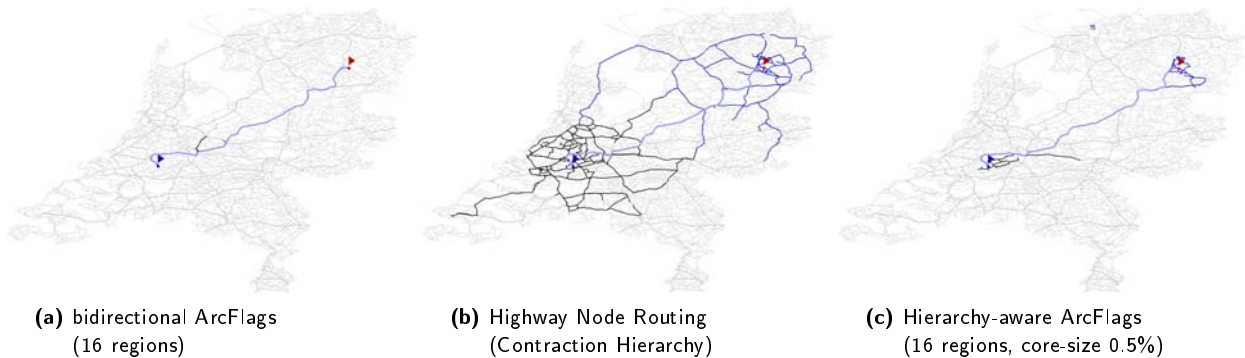 (a) bidirectional ArcFlags
(16 regions)
(b) Highway Node Routing
(Contraction Hierarchy)
(c) Hierarchy-aware ArcFlags
(16 regions, core-size 0.5%)